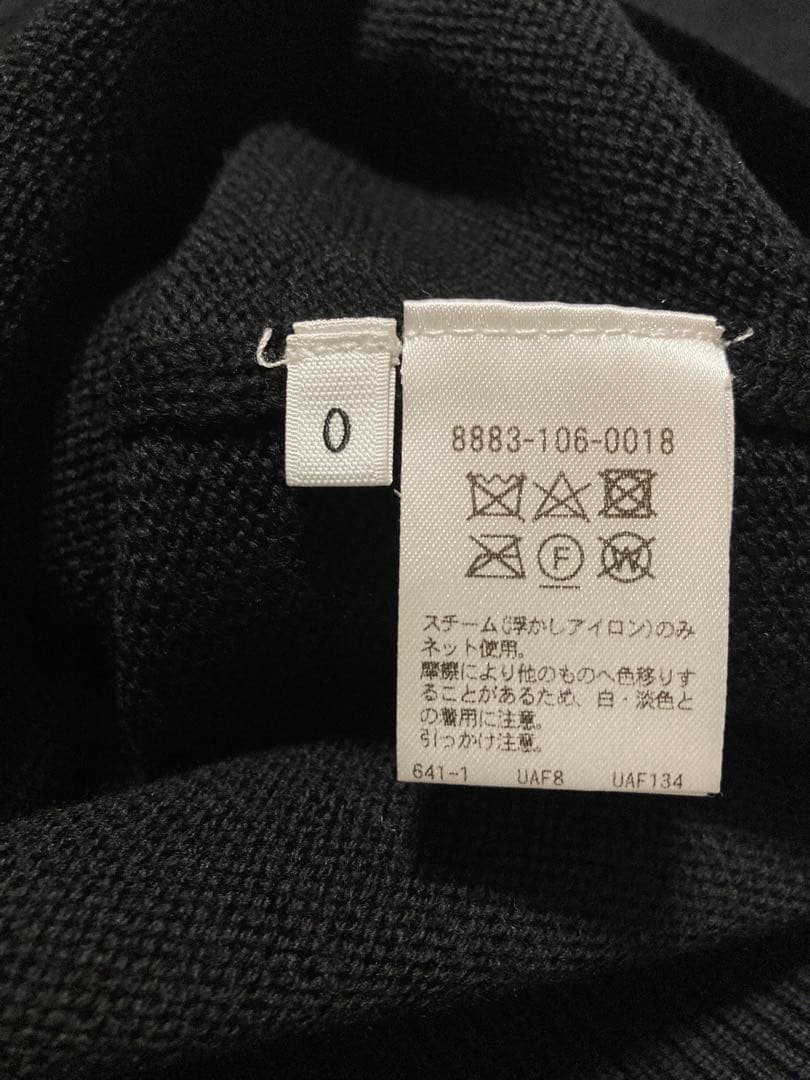 0
8883-106-0018
F
W
スチーム(浮かしアイロン)のみ
ネット使用。
摩擦により他のものへ色移りす
ることがあるため、白・淡色と
の着用に注意。
引っかけ注意。
641-1 UAF8 UAF134